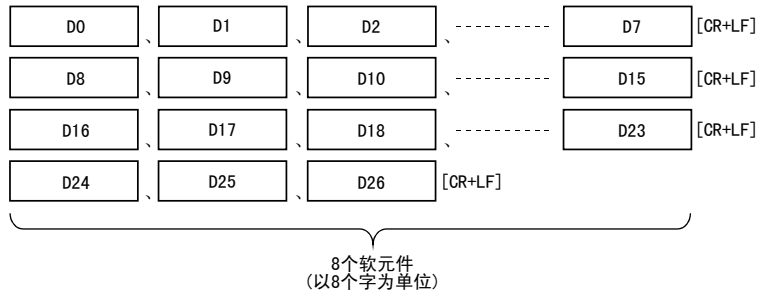 D0、D1、D2、D7[CR+LF]
D8、D9、D10、D15[CR+LF]
D16、D17、D18、D23[CR+LF]
D24、D25、D26[CR+LF]
8个软元件
(以8个字为单位)